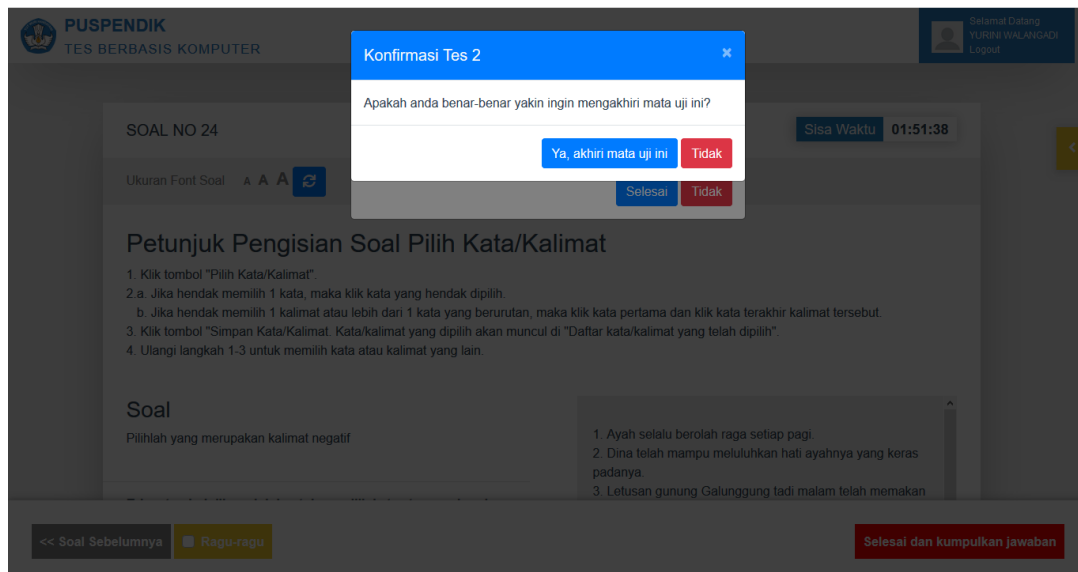 PUSPENDIK
TES BERBASIS KOMPUTER
Selamat Datang
YURINI WALANGADI
Logout
Konfirmasi Tes 2 ×
Apakah anda benar-benar yakin ingin mengakhiri mata uji ini?
Ya, akhiri mata uji ini Tidak
Selesai Tidak
SOAL NO 24
Sisa Waktu 01:51:38
Ukuran Font Soal A A A
Petunjuk Pengisian Soal Pilih Kata/Kalimat
1. Klik tombol "Pilih Kata/Kalimat".
2.a. Jika hendak memilih 1 kata, maka klik kata yang hendak dipilih.
b. Jika hendak memilih 1 kalimat atau lebih dari 1 kata yang berurutan, maka klik kata pertama dan klik kata terakhir kalimat tersebut.
3. Klik tombol "Simpan Kata/Kalimat. Kata/kalimat yang dipilih akan muncul di "Daftar kata/kalimat yang telah dipilih".
4. Ulangi langkah 1-3 untuk memilih kata atau kalimat yang lain.
Soal
Pilihlah yang merupakan kalimat negatif
1. Ayah selalu berolah raga setiap pagi.
2. Dina telah mampu meluluhkan hati ayahnya yang keras
padanya.
3. Letusan gunung Galunggung tadi malam telah memakan
<< Soal Sebelumnya
Ragu-ragu
Selesai dan kumpulkan jawaban